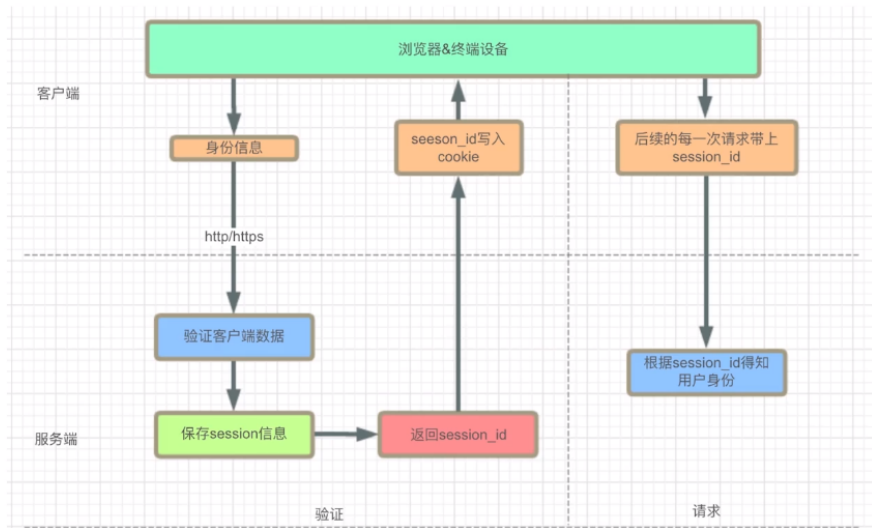 浏览器&终端设备
客户端
身份信息
seeson_id写入
cookie
后续的每一次请求带上
session_id
http/https
验证客户端数据
根据session_id得知
用户身份
服务端
保存session信息
返回session_id
验证
请求